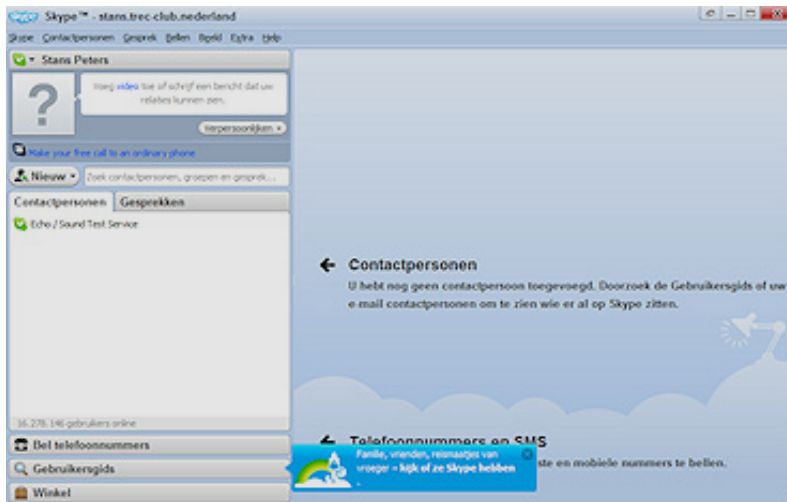 Skype™ - stans.trec-club.nederland
Skype Contactpersonen Gesprek Bellen Beeld Extra Help
Stans Peters
Voeg video toe of schrijf een bericht dat uw
relaties kunnen zien.
Verpersoonlijken
Make your free call to an ordinary phone
Nieuw
Zoek contactpersonen, groepen en gesprek...
Contactpersonen Gesprekken
Echo / Sound Test Service
Contactpersonen
U hebt nog geen contactpersoon toegevoegd. Doorzoek de Gebruikersgids of uw
e-mail contactpersonen om te zien wie er al op Skype zitten.
16.278.146 gebruikers online
Bel telefoonnummers
Gebruikersgids
Winkel
Telefoonnummers en SMS
ste en mobiele nummers te bellen.
Familie, vrienden, reismaatjes van
vroeger - kijk of ze Skype hebben